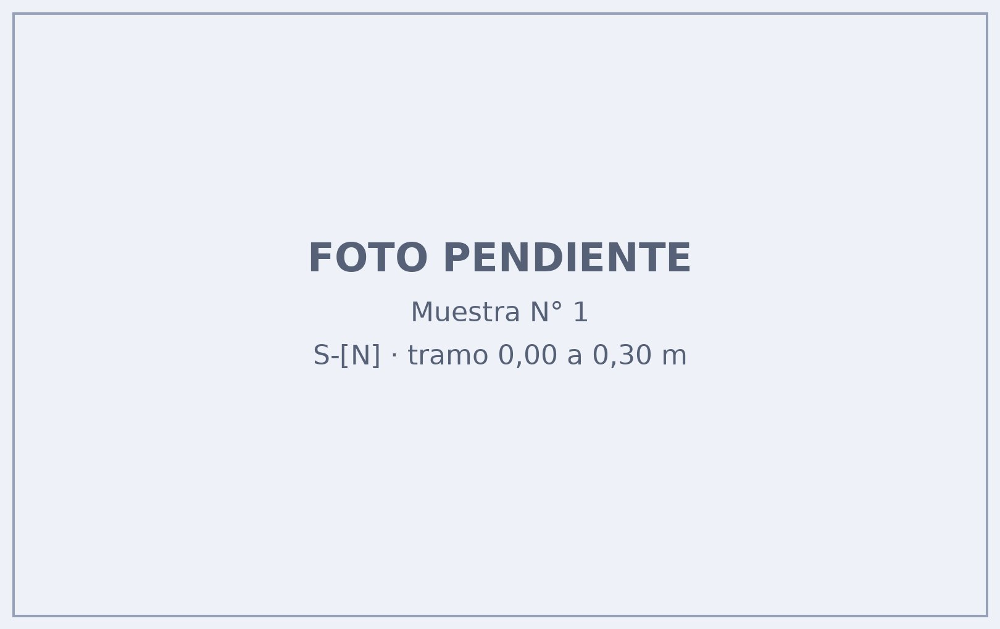 FOTO PENDIENTE
Muestra N° 1
S-[N] · tramo 0,00 a 0,30 m